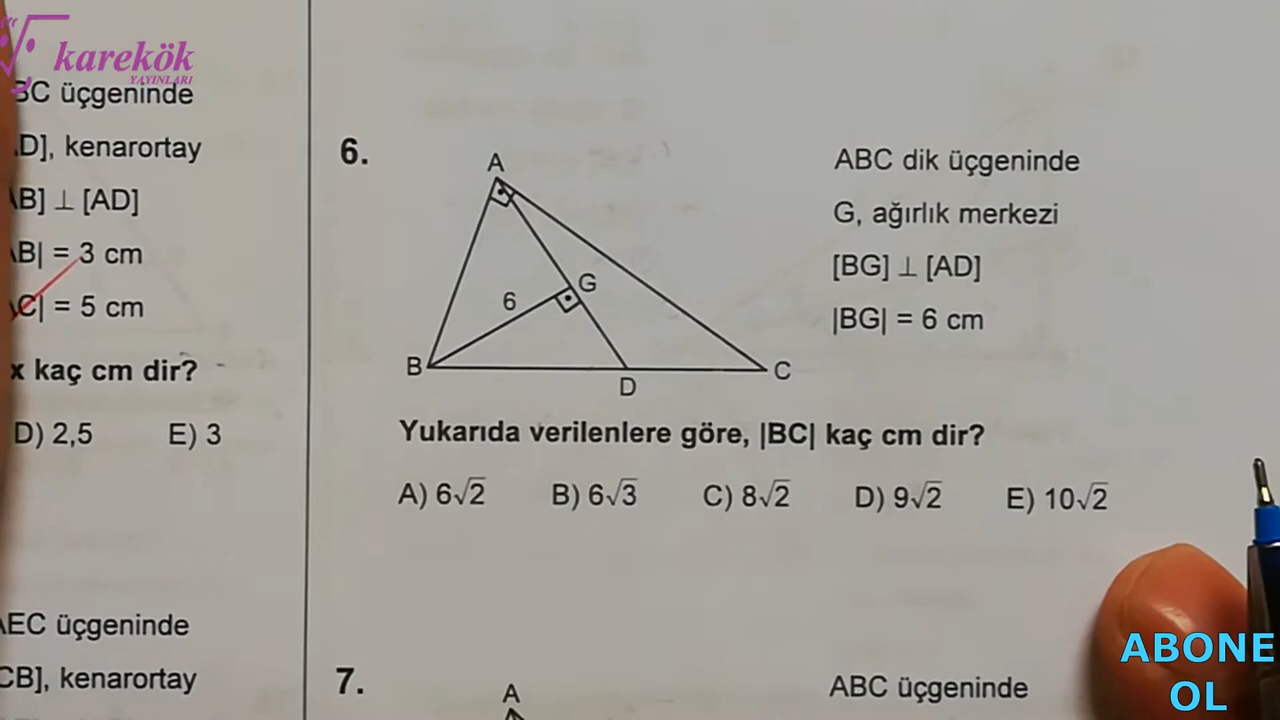 karekök
YAYINLARI
BC üçgeninde
D], kenarortay
B] ⊥ [AD]
B| = 3 cm
C| = 5 cm
x kaç cm dir?
D) 2,5 E) 3
AEC üçgeninde
CB], kenarortay
6.
A
G
6
B
D
C
ABC dik üçgeninde
G, ağırlık merkezi
[BG] ⊥ [AD]
|BG| = 6 cm
Yukarıda verilenlere göre, |BC| kaç cm dir?
A) 6√2 B) 6√3 C) 8√2 D) 9√2 E) 10√2
7.
A
ABC üçgeninde
ABONE
OL